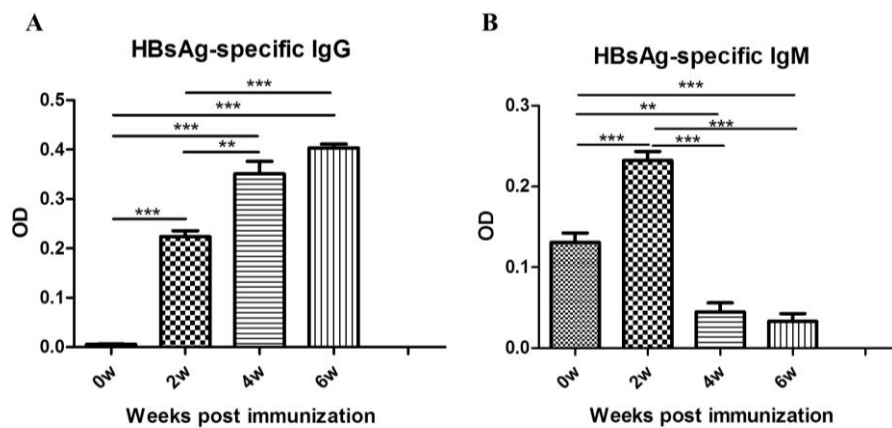 A
HBsAg-specific IgG
***
***
***
**
***
0.5
0.4
0.3
0.2
0.1
0.0
OD
0w
2w
4w
6w
Weeks post immunization
B
HBsAg-specific IgM
***
**
***
***
***
0.3
0.2
0.1
0.0
OD
0w
2w
4w
6w
Weeks post immunization